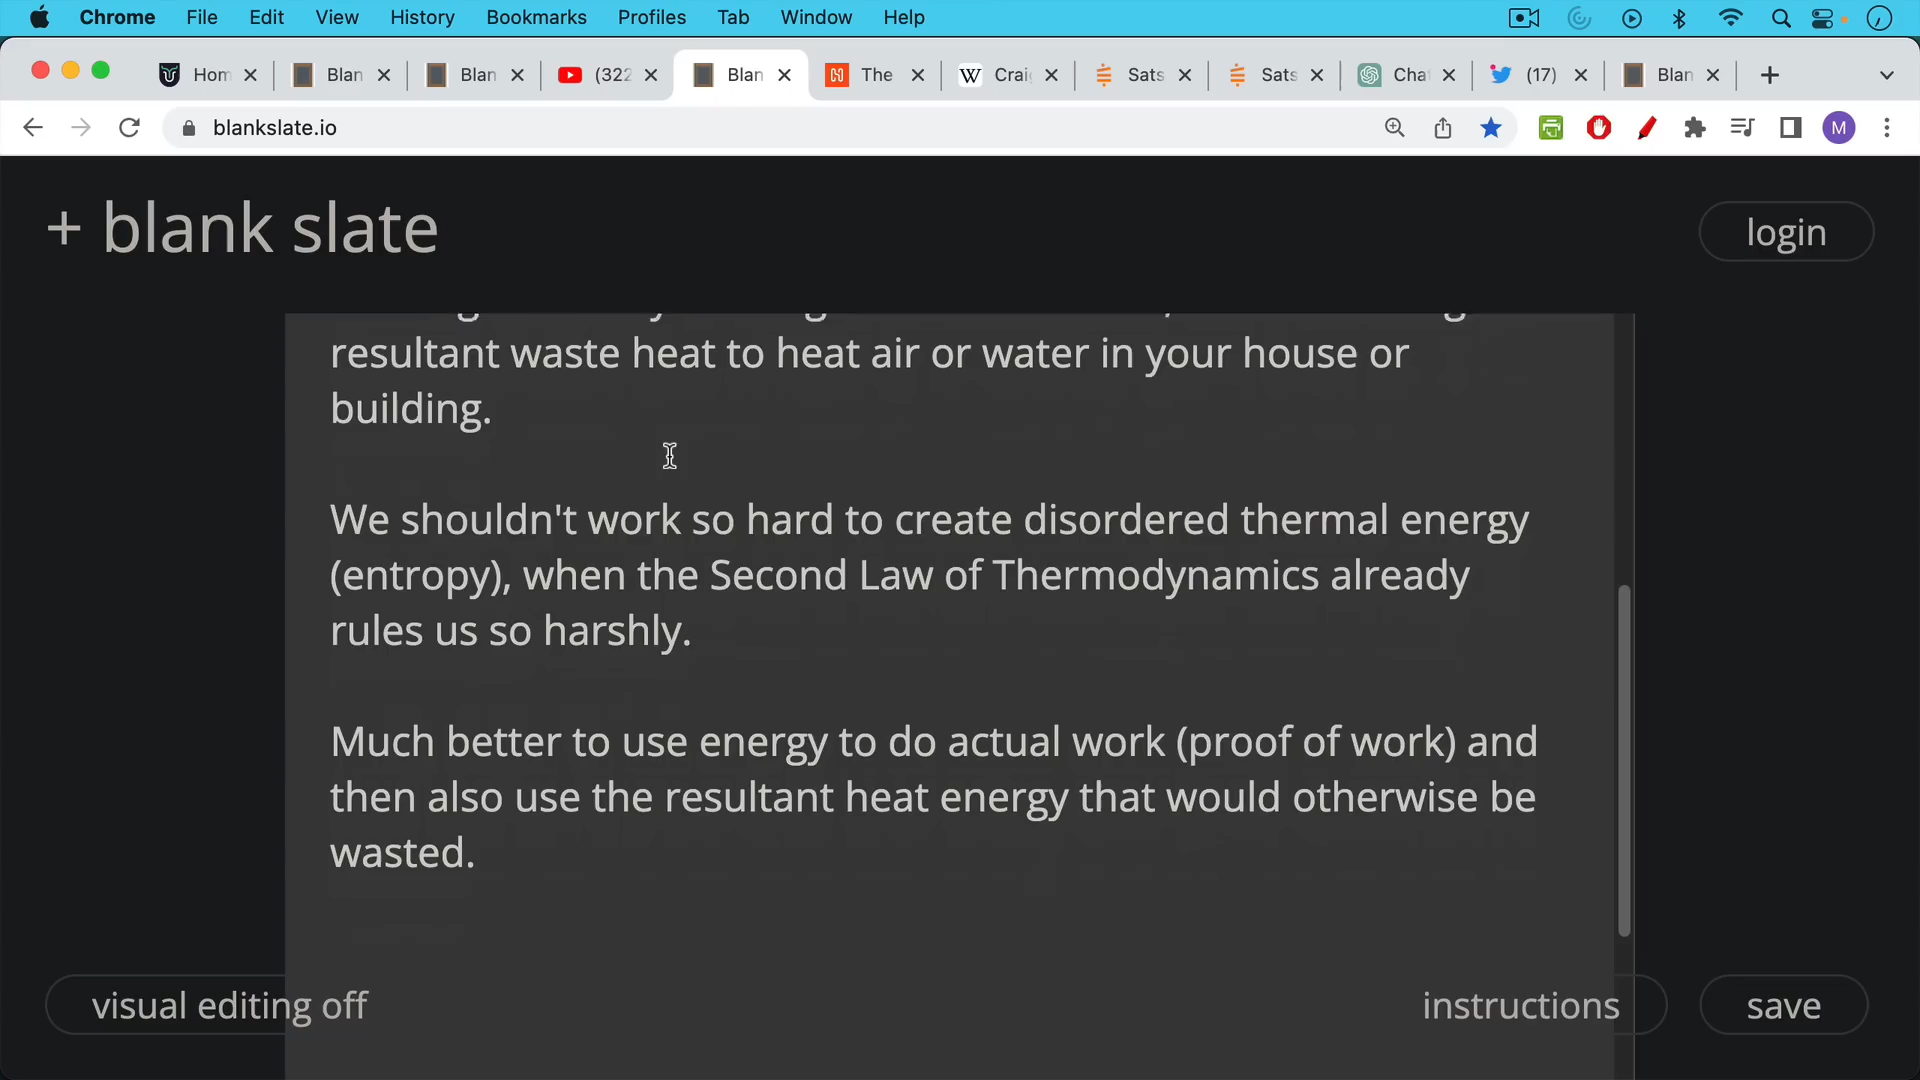 Chrome File Edit View History Bookmarks Profiles Tab Window Help
Hom Blan Blan (322 Blan The Crai Sats Sats Cha (17) Blan
blankslate.io M
+ blank slate login
resultant waste heat to heat air or water in your house or
building.
We shouldn't work so hard to create disordered thermal energy
(entropy), when the Second Law of Thermodynamics already
rules us so harshly.
Much better to use energy to do actual work (proof of work) and
then also use the resultant heat energy that would otherwise be
wasted.
visual editing off instructions save